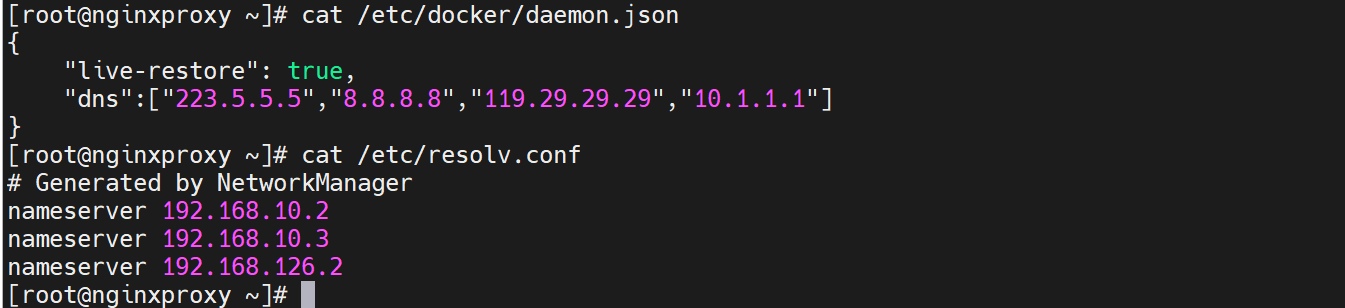 [root@nginxproxy ~]# cat /etc/docker/daemon.json
{
    "live-restore": true,
    "dns":["223.5.5.5","8.8.8.8","119.29.29.29","10.1.1.1"]
}
[root@nginxproxy ~]# cat /etc/resolv.conf
# Generated by NetworkManager
nameserver 192.168.10.2
nameserver 192.168.10.3
nameserver 192.168.126.2
[root@nginxproxy ~]#